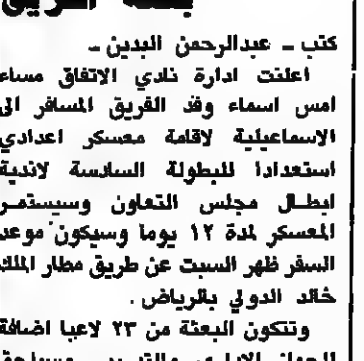 كتب ـ عبدالرحمن البدين ـ
اعلنت ادارة نادي الاتفاق مساء
امس اسماء وفد الفريق المسافر الى
الاسماعيلية لاقامة معسكر اعدادي
استعدادا للبطولة السادسة لاندية
ابطال مجلس التعاون وسيستمر
المعسكر لمدة ١٢ يوما وسيكون موعد
السفر ظهر السبت عن طريق مطار الملك
خالد الدولي بالرياض .
وتتكون البعثة من ٢٣ لاعبا اضافة